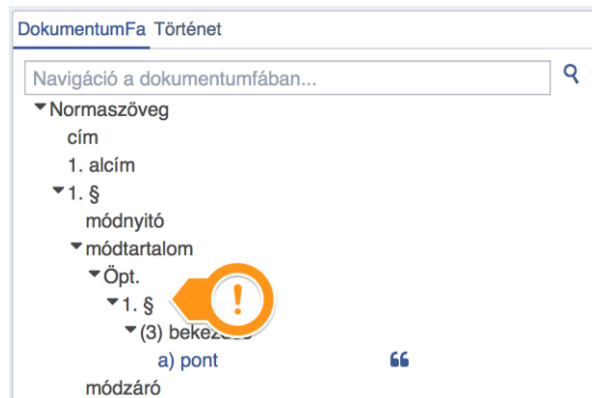 DokumentumFa Történet
Navigáció a dokumentumfában...
Normaszöveg
cím
1. alcím
1. §
módnyitó
módtartalom
Öpt.
1. §
!
(3)
a) pont
módzáró